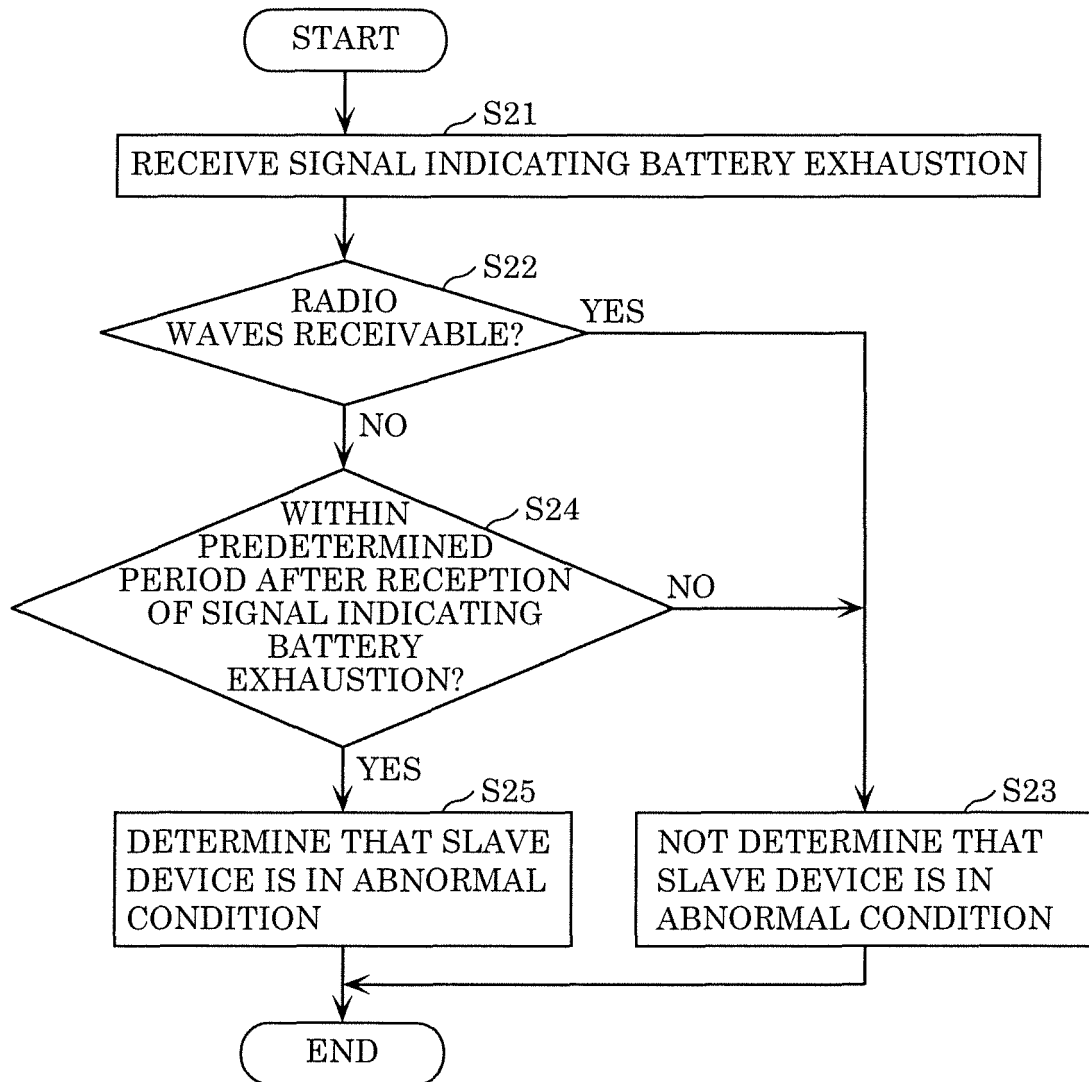 START
S21
RECEIVE SIGNAL INDICATING BATTERY EXHAUSTION
S22
RADIO
WAVES RECEIVABLE?
YES
NO
S24
WITHIN
PREDETERMINED
PERIOD AFTER RECEPTION
OF SIGNAL INDICATING
BATTERY
EXHAUSTION?
NO
YES
S25
DETERMINE THAT SLAVE
DEVICE IS IN ABNORMAL
CONDITION
S23
NOT DETERMINE THAT
SLAVE DEVICE IS IN
ABNORMAL CONDITION
END